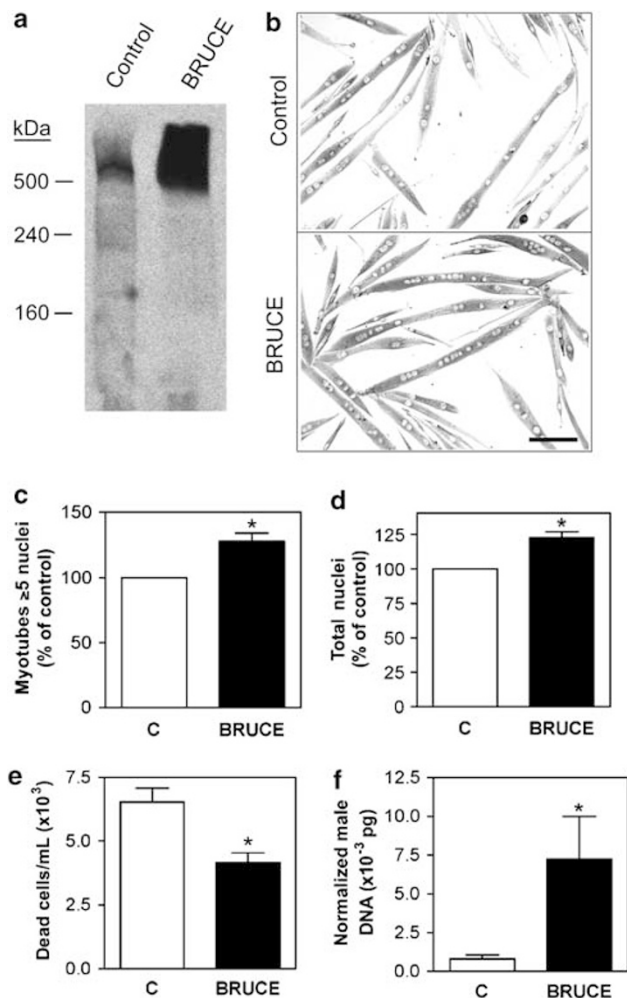 a
Control
BRUCE
kDa
500
240
160
b
Control
BRUCE
c
Myotubes ≥5 nuclei
(% of control)
150
100
50
0
C
BRUCE
*
d
Total nuclei
(% of control)
125
100
75
50
25
0
C
BRUCE
*
e
Dead cells/mL (x10³)
7.5
5.0
2.5
0.0
C
BRUCE
*
f
Normalized male
DNA (x10⁻³ pg)
12.5
10.0
7.5
5.0
2.5
0.0
C
BRUCE
*